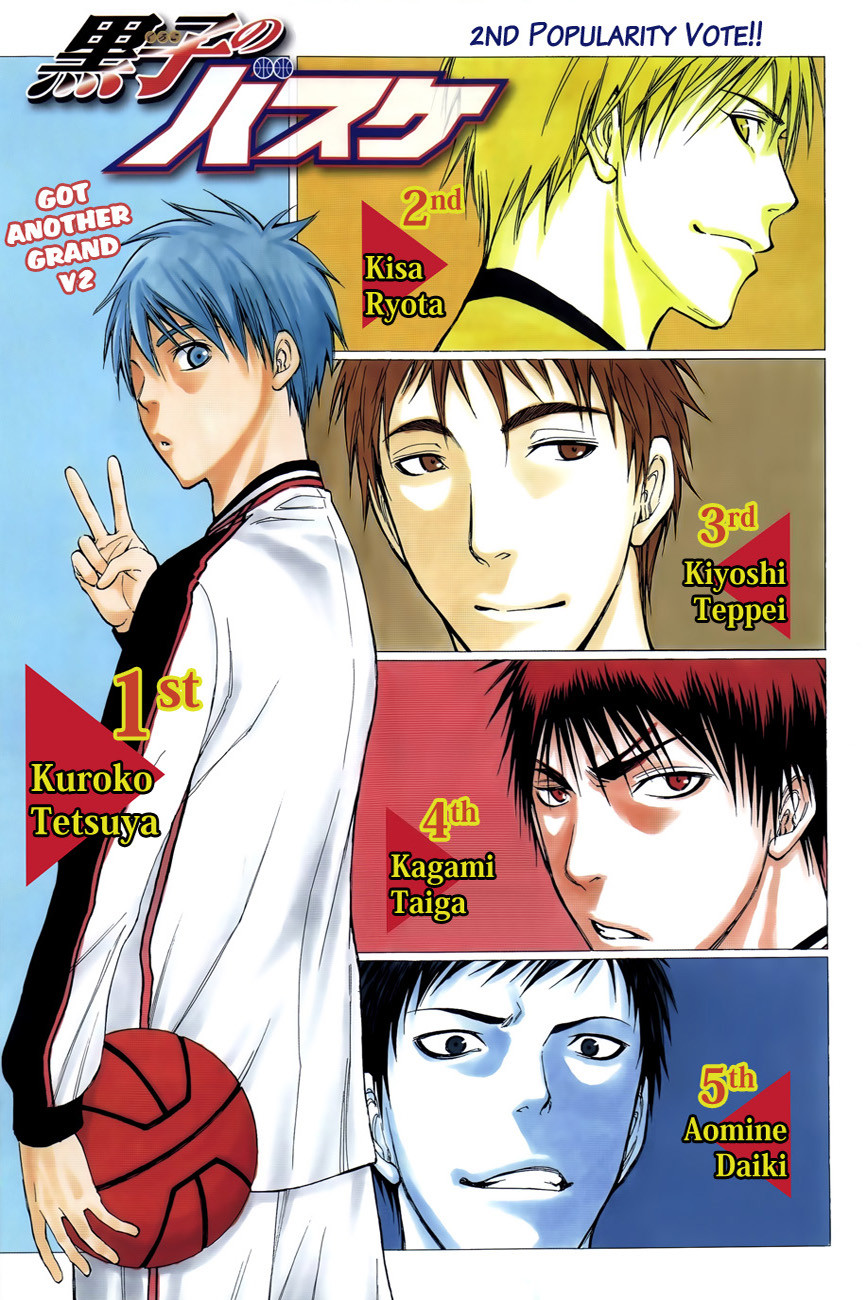 黒子の
バスケ
2ND POPULARITY VOTE!!
GOT
ANOTHER
GRAND
V2
2nd
Kisa
Ryota
3rd
Kiyoshi
Teppei
1st
Kuroko
Tetsuya
4th
Kagami
Taiga
5th
Aomine
Daiki